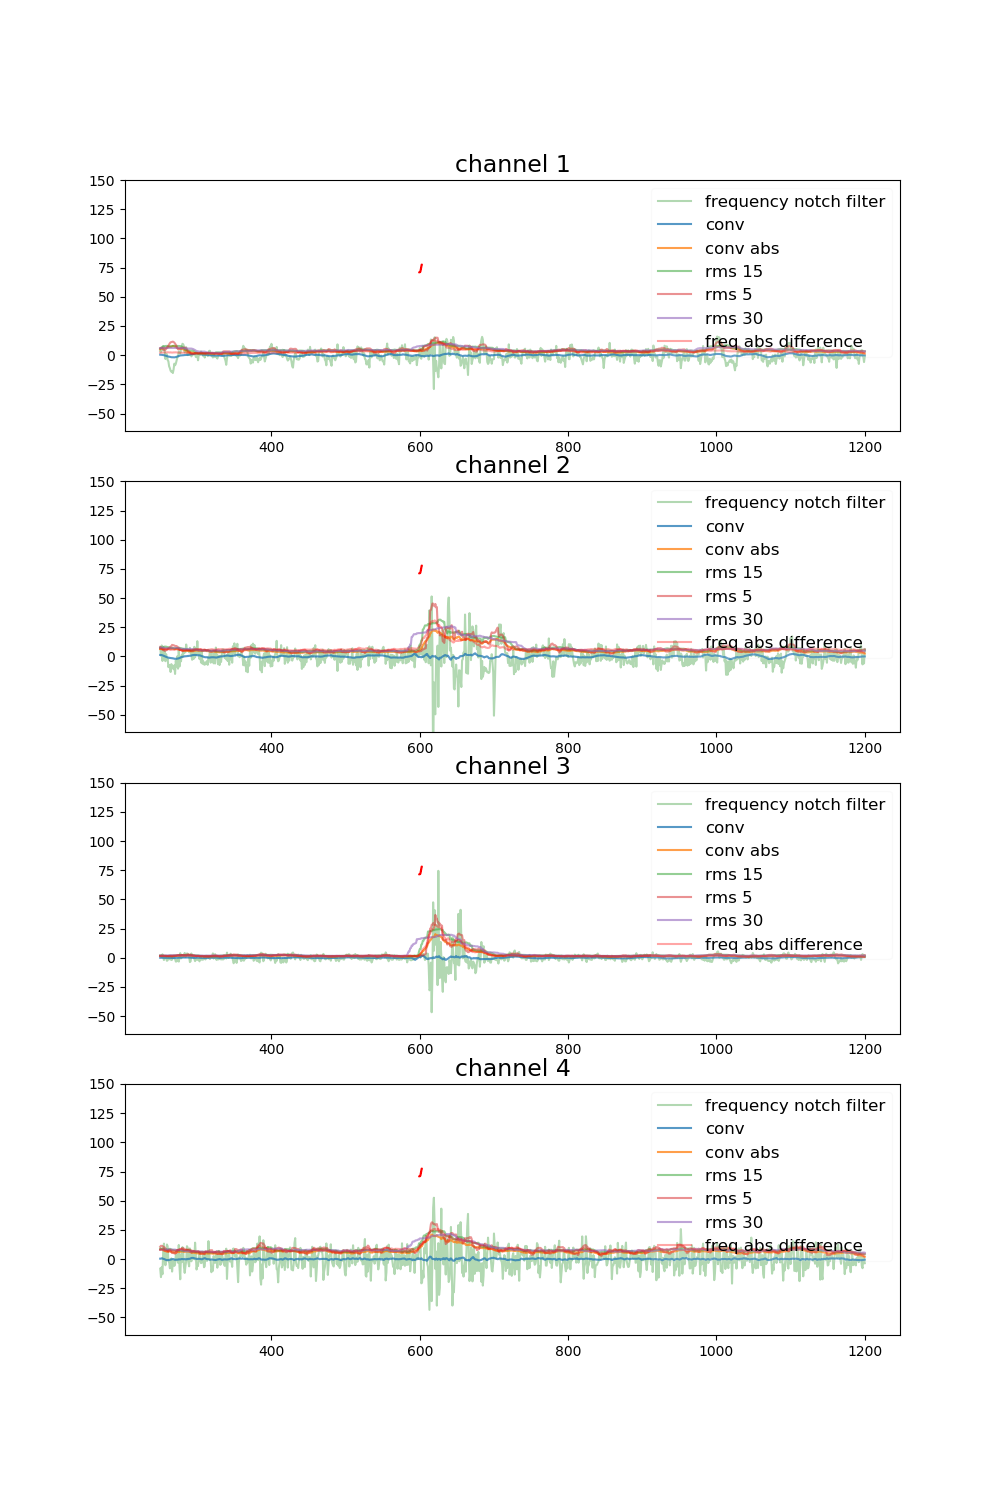 channel 1
150
125
100
75
50
25
0
−25
−50
frequency notch filter
conv
conv abs
rms 15
rms 5
rms 30
freq abs difference
400 600 800 1000 1200
channel 2
150
125
100
75
50
25
0
−25
−50
frequency notch filter
conv
conv abs
rms 15
rms 5
rms 30
freq abs difference
400 600 800 1000 1200
channel 3
150
125
100
75
50
25
0
−25
−50
frequency notch filter
conv
conv abs
rms 15
rms 5
rms 30
freq abs difference
400 600 800 1000 1200
channel 4
150
125
100
75
50
25
0
−25
−50
frequency notch filter
conv
conv abs
rms 15
rms 5
rms 30
freq abs difference
400 600 800 1000 1200